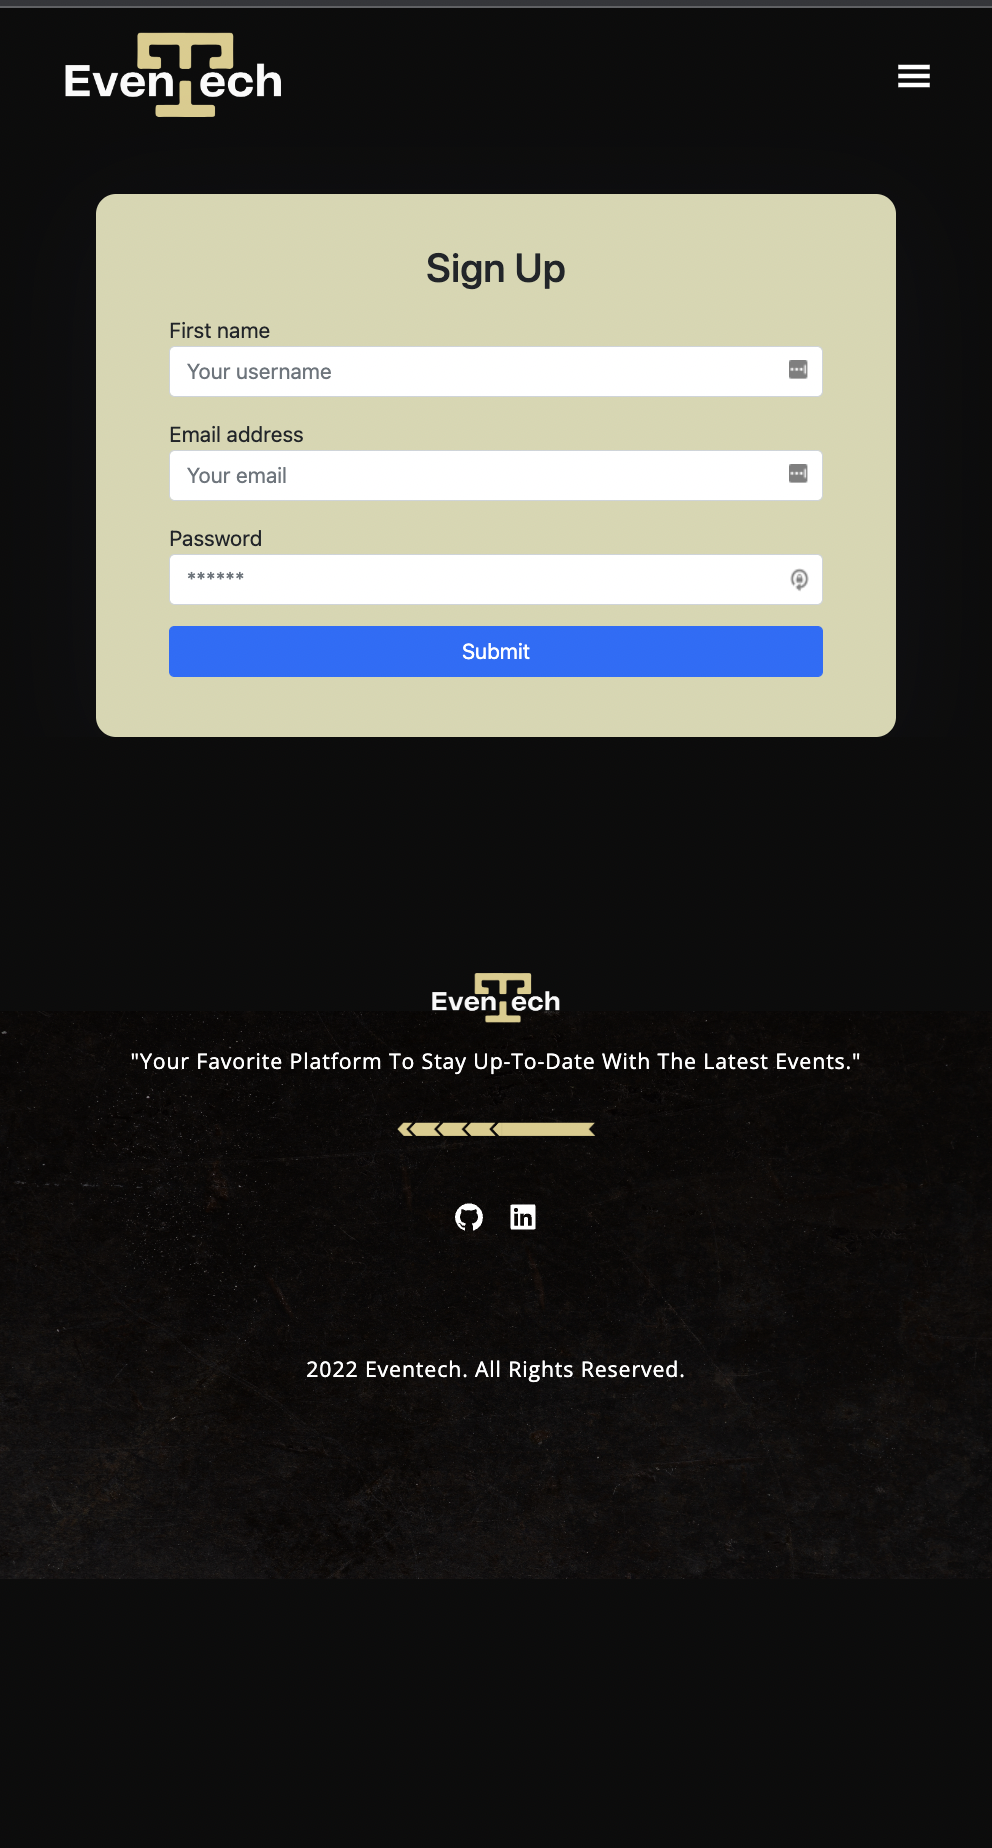 EvenTech
Sign Up
First name
Your username
Email address
Your email
Password
******
Submit
EvenTech
"Your Favorite Platform To Stay Up-To-Date With The Latest Events."
in
2022 Eventech. All Rights Reserved.